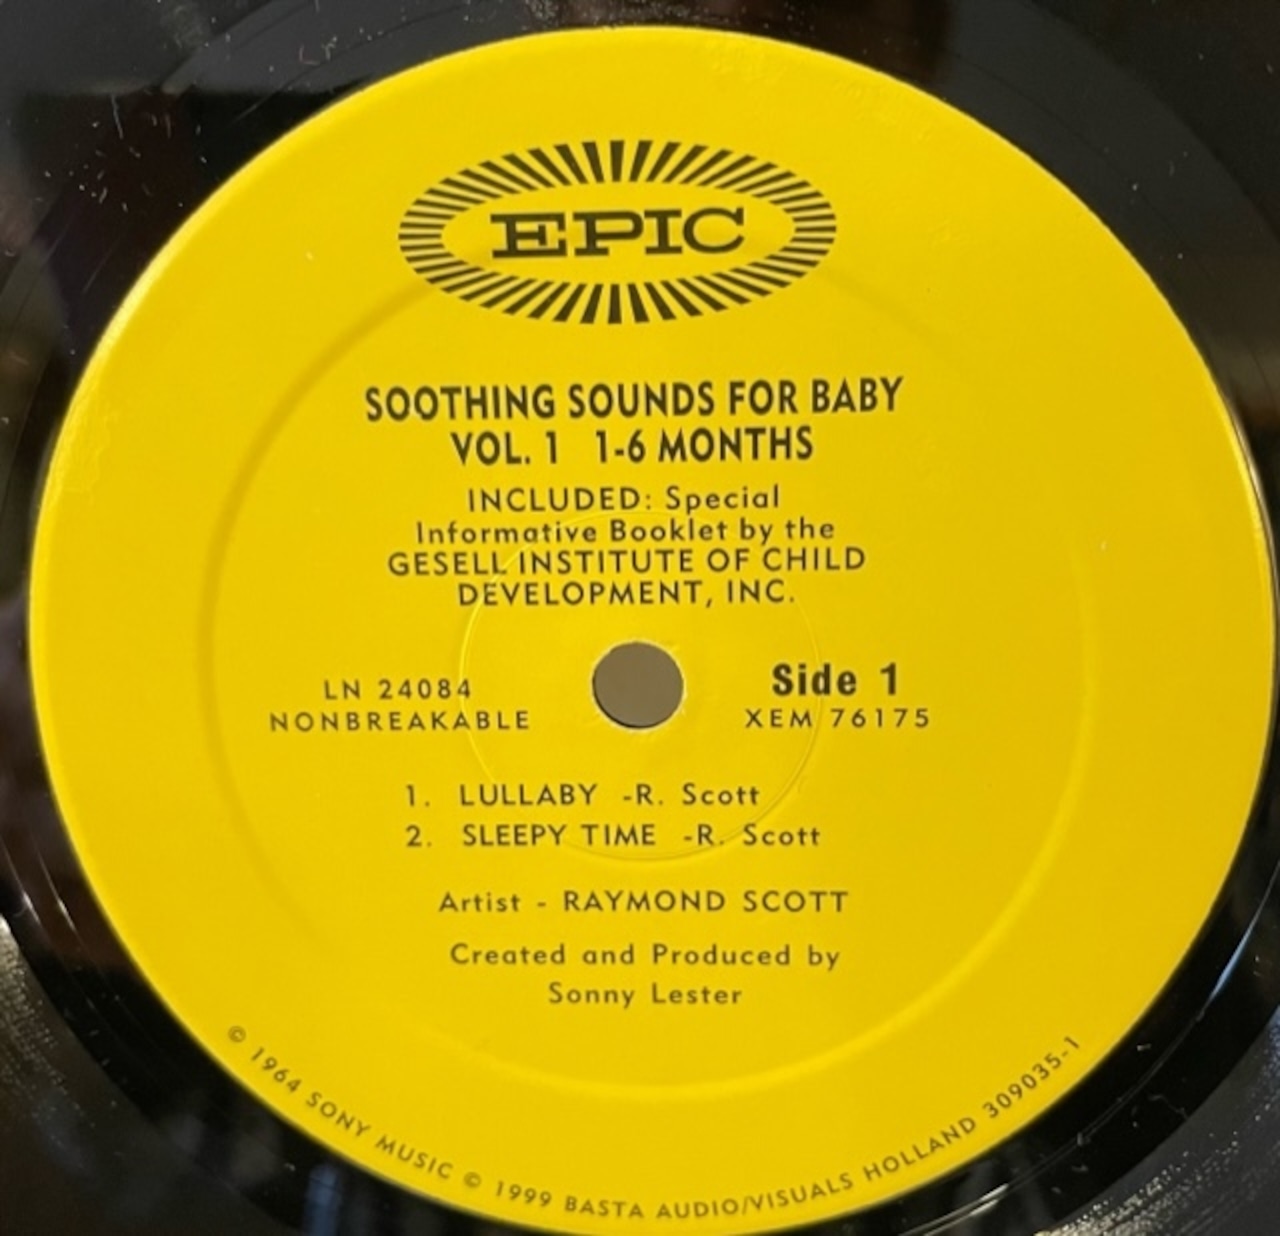 EPIC
SOOTHING SOUNDS FOR BABY
VOL. 1 1-6 MONTHS
INCLUDED: Special
Informative Booklet by the
GESELL INSTITUTE OF CHILD
DEVELOPMENT, INC.
LN 24084
NONBREAKABLE
Side 1
XEM 76175
1. LULLABY -R. Scott
2. SLEEPY TIME -R. Scott
Artist - RAYMOND SCOTT
Created and Produced by
Sonny Lester
© 1964 SONY MUSIC © 1999 BASTA AUDIO/VISUALS HOLLAND 309035-1